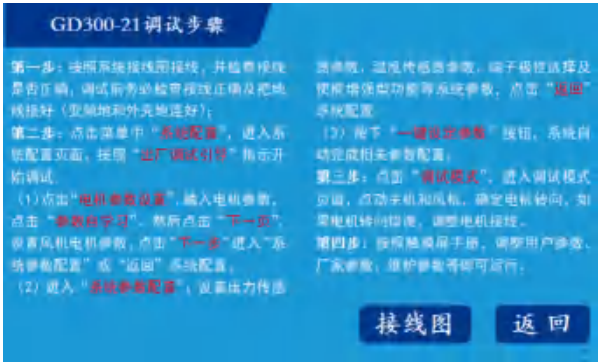 GD300-21调试步骤
第一步：按照系统接线图接线，并检查接线
是否正确，调试前务必检查接线正确及把地
线接好（变频地和外壳地连好）；
第二步：点击菜单中“系统配置”，进入系
统配置页面，按照“出厂调试引导”指示开
始调试
（1）点击“电机参数设置”，输入电机参数，
点击“参数自学习”，然后点击“下一页”，
设置风机电机参数，点击“下一步”进入“系
统参数配置”或“返回”系统配置；
（2）进入“系统参数配置”，设置压力传感
器参数、温度传感器参数、端子极性选择及
使能增强型功能等系统参数，点击“返回”
系统配置
（3）按下“一键设功参数”按钮，系统自
动完成相关参数配置；
第三步：点击“调试模式”，进入调试模式
页面，点动主机和风机，确定电机转向，如
果电机转向错误，调整电机接线。
第四步：按照触摸屏手册，调整用户参数、
厂家参数、维护参数等即可运行。
接线图
返回